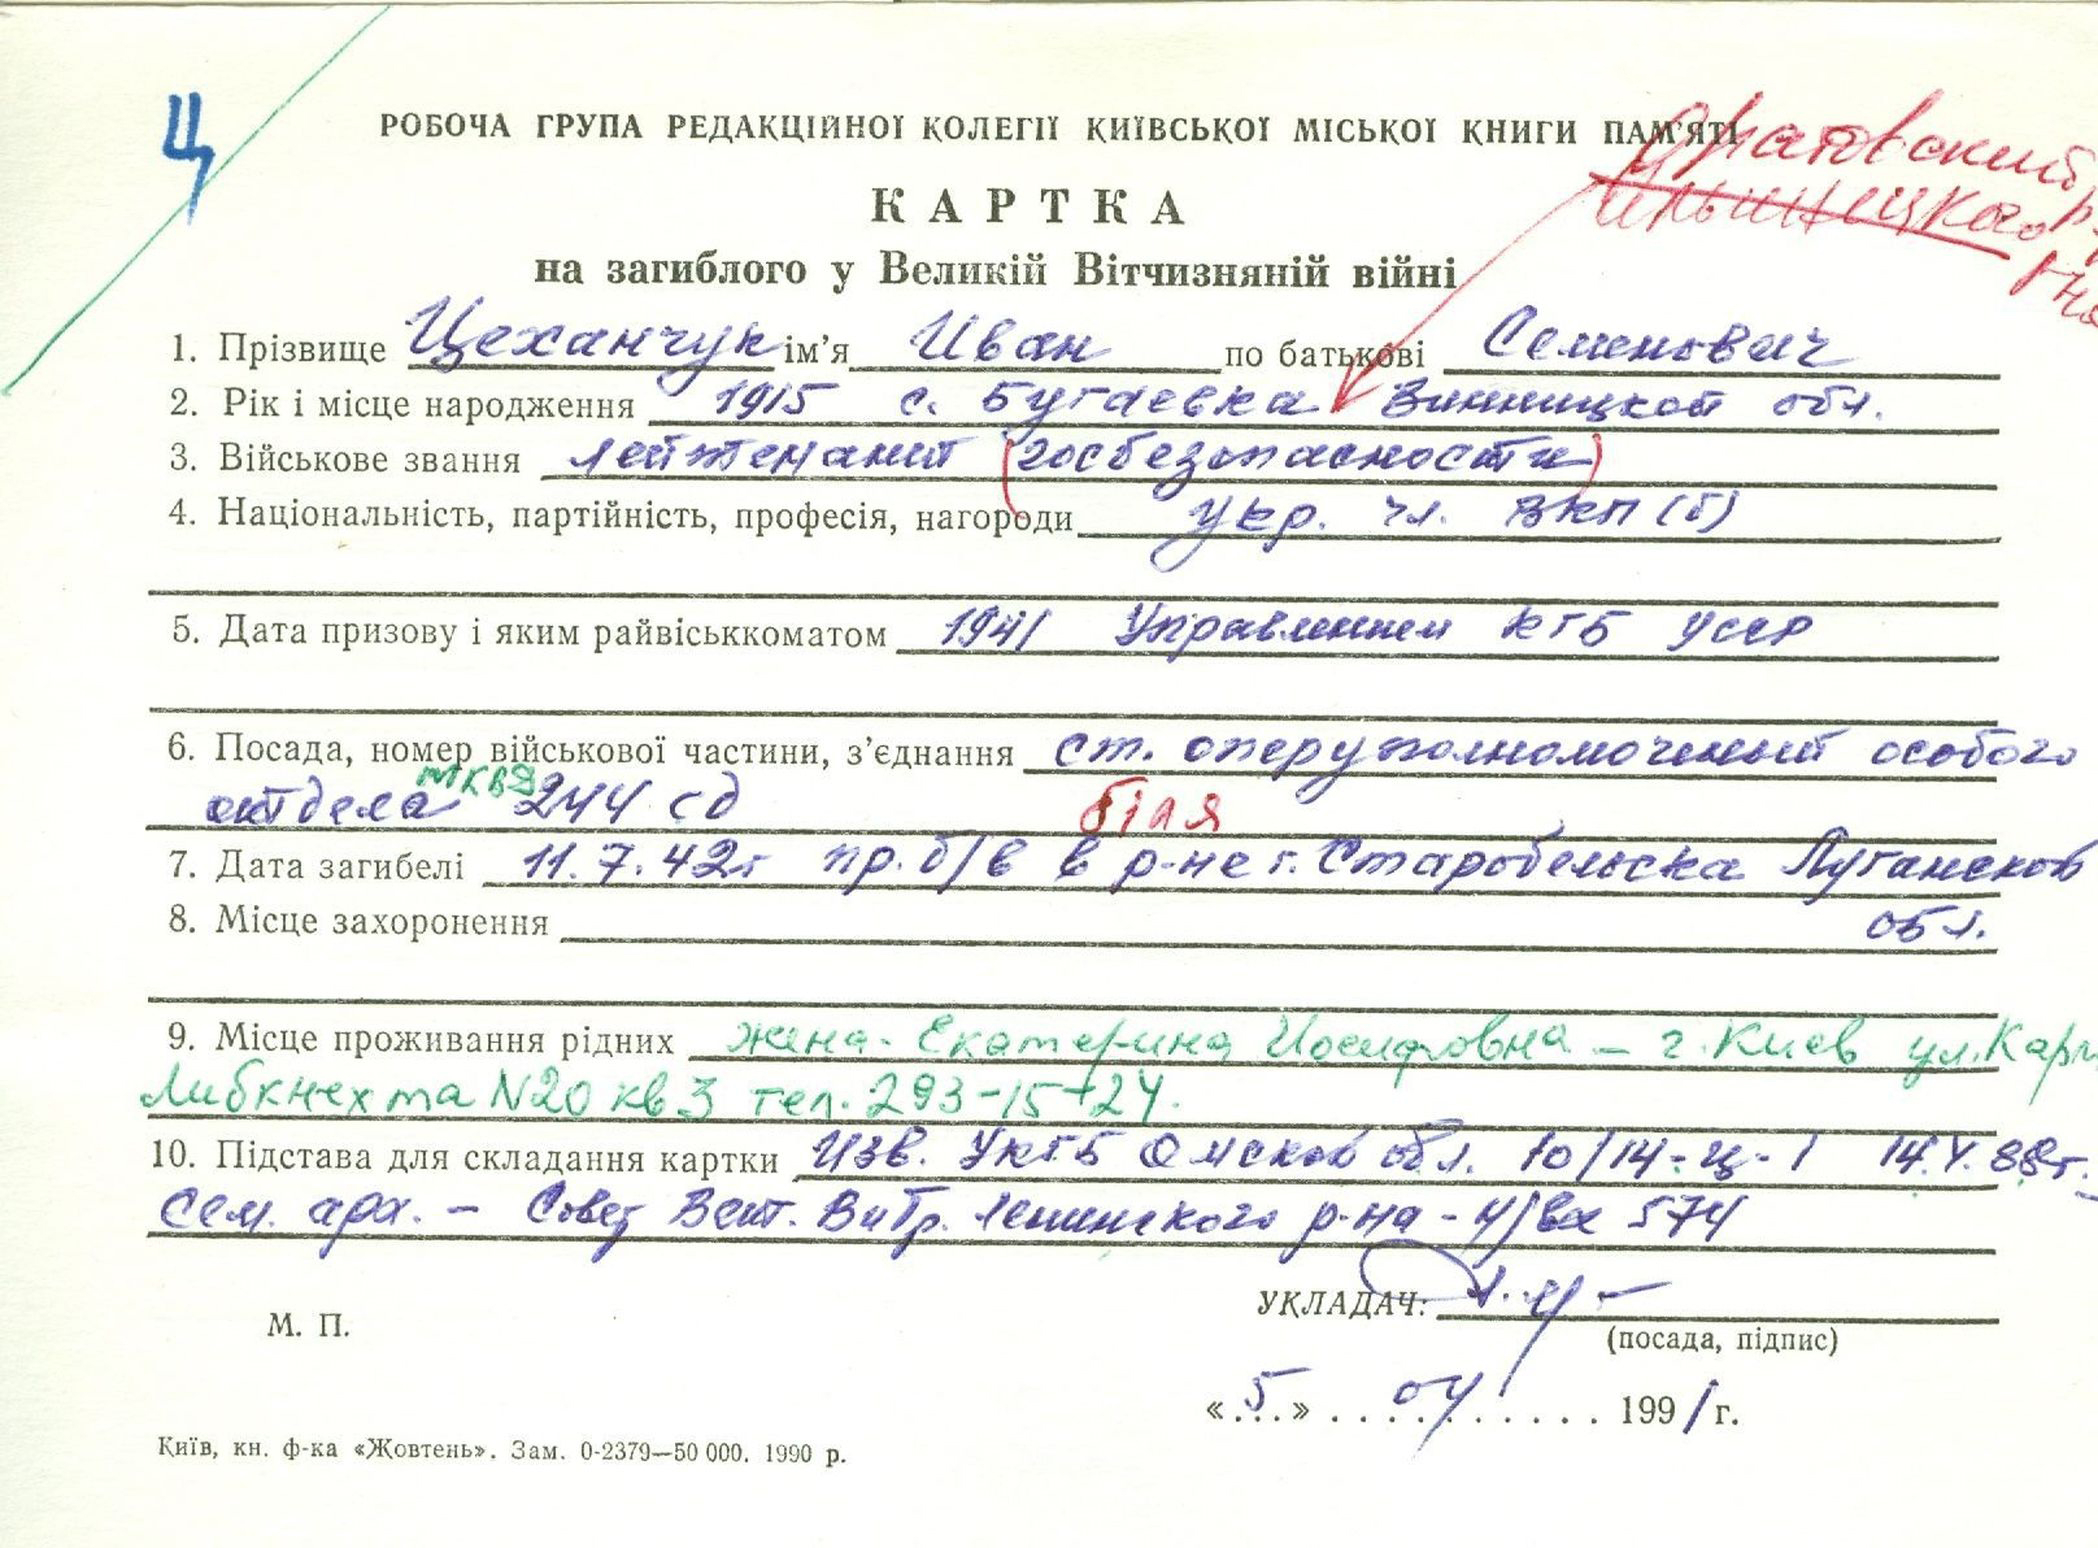 Ц
РОБОЧА ГРУПА РЕДАКЦІЙНОЇ КОЛЕГІЇ КИЇВСЬКОЇ МІСЬКОЇ КНИГИ ПАМ'ЯТІ
Оратовский р-н
Ильинецкого р-на
КАРТКА
на загиблого у Великій Вітчизняній війні
1. Прізвище Цеханчук ім'я Иван по батькові Семенович
2. Рік і місце народження 1915 с. Бугаевка Винницкой обл.
3. Військове звання лейтенант (госбезопасности)
4. Національність, партійність, професія, нагороди укр. чл. ВКП(б)
5. Дата призову і яким райвіськкоматом 1941 Управлением КГБ УССР
6. Посада, номер військової частини, з'єднання ст. оперуполномоченный особого
отдела НКВД 244 сд
біля
7. Дата загибелі 11.7.42г пр. б/в в р-не г. Старобельска Луганской
8. Місце захоронення обл.
9. Місце проживання рідних жена - Екатерина Иосифовна - г. Киев ул. Карла
Либкнехта N20 кв 3 тел. 293-15-24.
10. Підстава для складання картки Изв. УКГБ Омской обл. 10/14-Ц-1 14.V.88г.
Сем. арх. - Совет Вет. ВиТр. Ленинского р-на - 4/вх 574
УКЛАДАЧ:
М. П.
(посада, підпис)
«5» 04 1991 г.
Київ, кн. ф-ка «Жовтень». Зам. 0-2379—50 000. 1990 р.